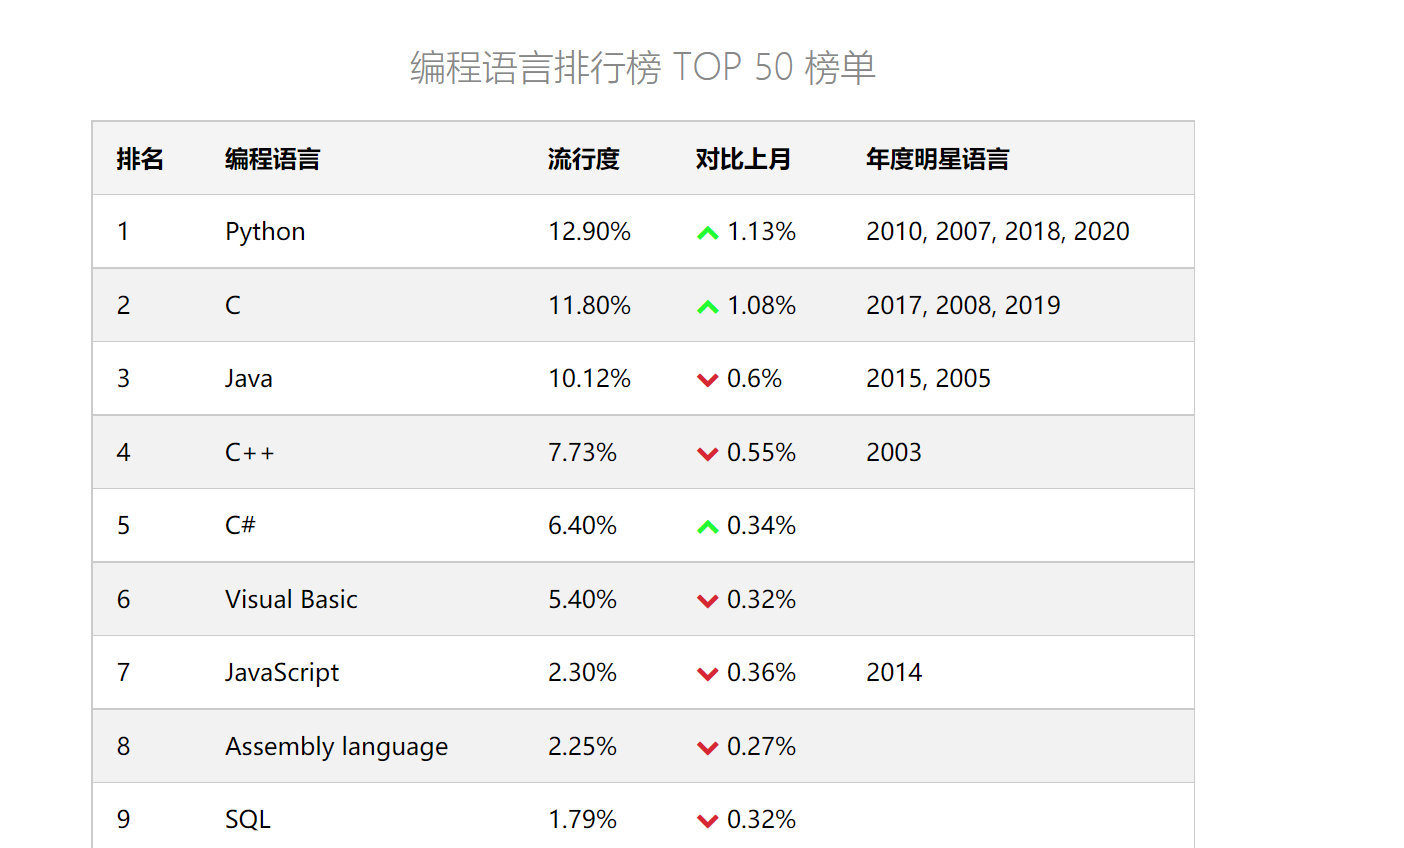 编程语言排行榜 TOP 50 榜单
排名 编程语言 流行度 对比上月 年度明星语言
1 Python 12.90% 1.13% 2010, 2007, 2018, 2020
2 C 11.80% 1.08% 2017, 2008, 2019
3 Java 10.12% 0.6% 2015, 2005
4 C++ 7.73% 0.55% 2003
5 C# 6.40% 0.34%
6 Visual Basic 5.40% 0.32%
7 JavaScript 2.30% 0.36% 2014
8 Assembly language 2.25% 0.27%
9 SQL 1.79% 0.32%